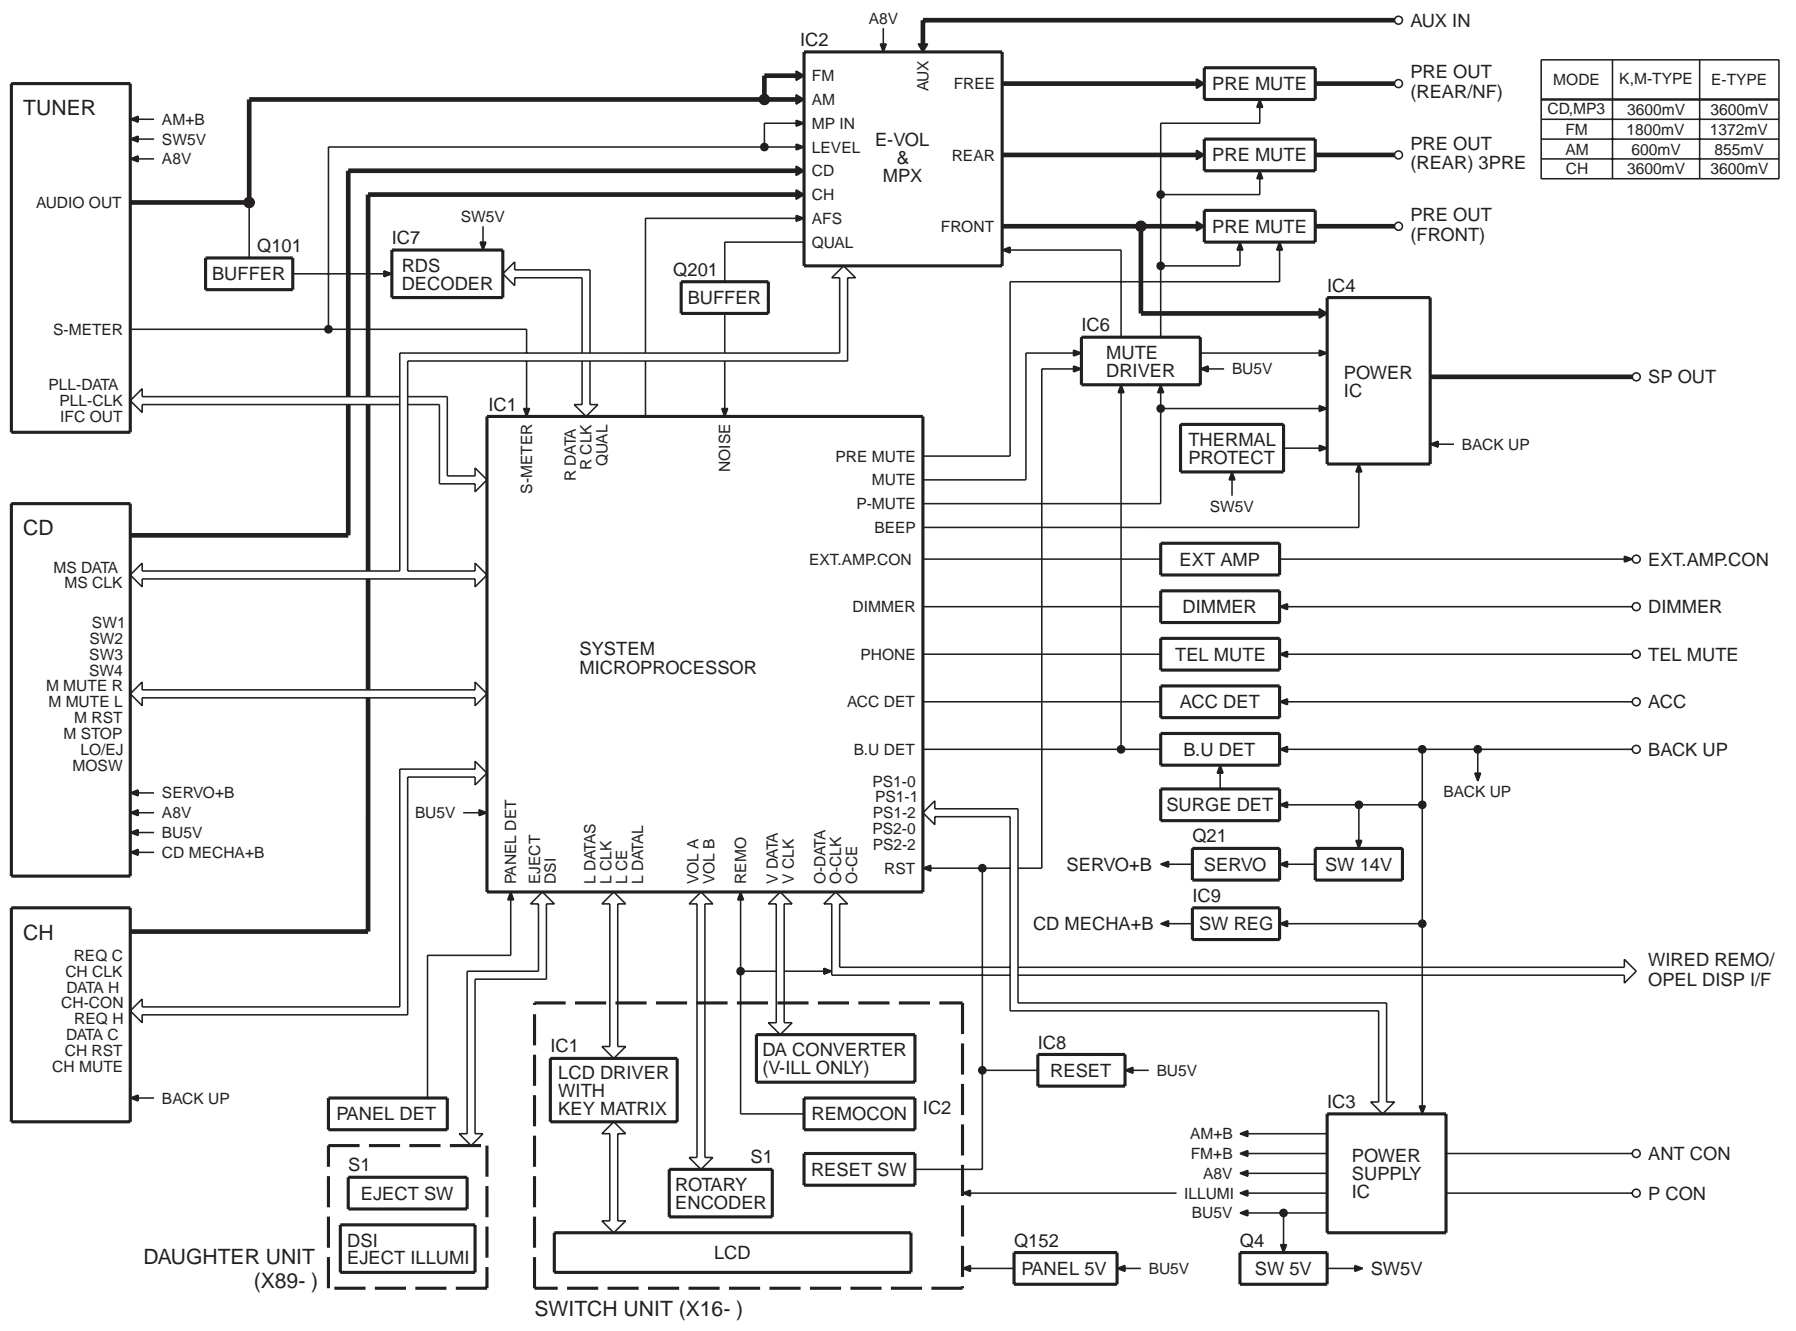 A8V
AUX IN
IC2
AUX
FM
AM
MP IN
LEVEL
CD
CH
AFS
QUAL
E-VOL
&
MPX
FREE
REAR
FRONT
PRE MUTE
PRE OUT
(REAR/NF)
PRE MUTE
PRE OUT
(REAR) 3PRE
PRE MUTE
PRE OUT
(FRONT)
MODE K,M-TYPE E-TYPE
CD,MP3 3600mV 3600mV
FM 1800mV 1372mV
AM 600mV 855mV
CH 3600mV 3600mV
TUNER
AM+B
SW5V
A8V
AUDIO OUT
S-METER
PLL-DATA
PLL-CLK
IFC OUT
Q101
BUFFER
SW5V
IC7
RDS
DECODER
Q201
BUFFER
IC6
MUTE
DRIVER
BU5V
IC4
POWER
IC
SP OUT
BACK UP
THERMAL
PROTECT
SW5V
IC1
S-METER
R DATA
R CLK
QUAL
NOISE
SYSTEM
MICROPROCESSOR
PRE MUTE
MUTE
P-MUTE
BEEP
EXT.AMP.CON
DIMMER
PHONE
ACC DET
B.U DET
PS1-0
PS1-1
PS1-2
PS2-0
PS2-2
RST
BU5V
PANEL DET
EJECT
DSI
L DATAS
L CLK
L CE
L DATAL
VOL A
VOL B
REMO
V DATA
V CLK
O-DATA
O-CLK
O-CE
CD
MS DATA
MS CLK
SW1
SW2
SW3
SW4
M MUTE R
M MUTE L
M RST
M STOP
LO/EJ
MOSW
SERVO+B
A8V
BU5V
CD MECHA+B
CH
REQ C
CH CLK
DATA H
CH-CON
REQ H
DATA C
CH RST
CH MUTE
BACK UP
EXT AMP
EXT.AMP.CON
DIMMER
DIMMER
TEL MUTE
TEL MUTE
ACC DET
ACC
B.U DET
BACK UP
BACK UP
SURGE DET
Q21
SERVO+B
SERVO
SW 14V
IC9
CD MECHA+B
SW REG
WIRED REMO/
OPEL DISP I/F
IC8
RESET
BU5V
IC3
POWER
SUPPLY
IC
AM+B
FM+B
A8V
ILLUMI
BU5V
ANT CON
P CON
Q4
SW 5V
SW5V
Q152
PANEL 5V
BU5V
PANEL DET
S1
EJECT SW
DSI
EJECT ILLUMI
DAUGHTER UNIT
(X89- )
IC1
LCD DRIVER
WITH
KEY MATRIX
DA CONVERTER
(V-ILL ONLY)
REMOCON
IC2
RESET SW
S1
ROTARY
ENCODER
LCD
SWITCH UNIT (X16- )